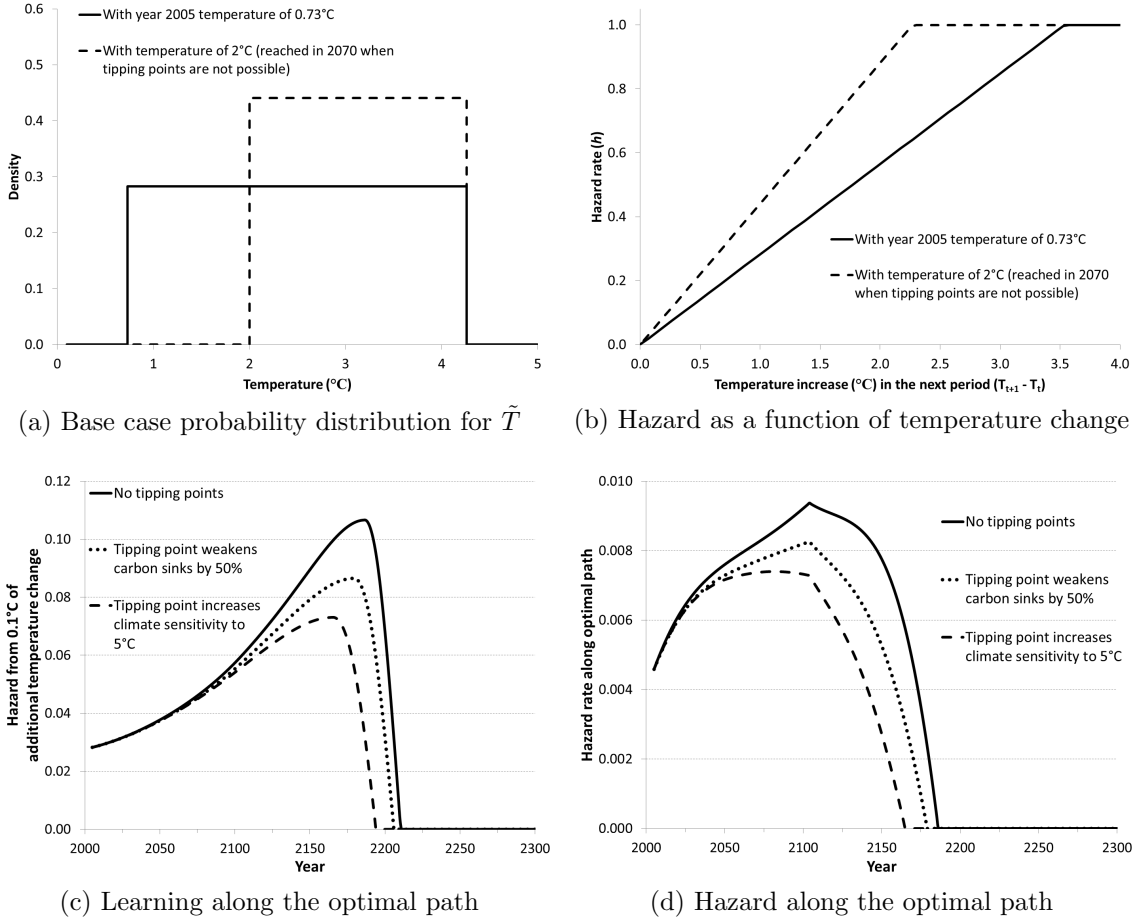 0.6
0.5
0.4
0.3
0.2
0.1
0.0
Density
With year 2005 temperature of 0.73°C
With temperature of 2°C (reached in 2070 when
tipping points are not possible)
0 1 2 3 4 5
Temperature (°C)
(a) Base case probability distribution for T̃
1.0
0.8
0.6
0.4
0.2
0.0
Hazard rate (h)
With year 2005 temperature of 0.73°C
With temperature of 2°C (reached in 2070
when tipping points are not possible)
0.0 0.5 1.0 1.5 2.0 2.5 3.0 3.5 4.0
Temperature increase (°C) in the next period (Tt+1 - Tt)
(b) Hazard as a function of temperature change
0.12
0.10
0.08
0.06
0.04
0.02
0.00
Hazard from 0.1°C of
additional temperature change
No tipping points
Tipping point weakens
carbon sinks by 50%
Tipping point increases
climate sensitivity to
5°C
2000 2050 2100 2150 2200 2250 2300
Year
(c) Learning along the optimal path
0.010
0.008
0.006
0.004
0.002
0.000
Hazard rate along optimal path
No tipping points
Tipping point weakens
carbon sinks by 50%
Tipping point increases
climate sensitivity to 5°C
2000 2050 2100 2150 2200 2250 2300
Year
(d) Hazard along the optimal path